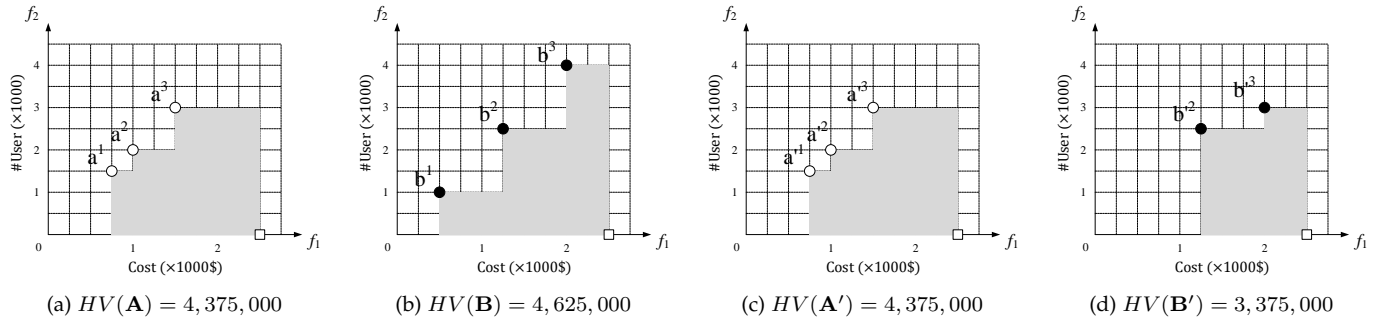 f₂
#User (×1000)
4
3
2
1
0
1
2
a¹
a²
a³
f₁
Cost (×1000$)
(a) HV(A) = 4, 375, 000
f₂
#User (×1000)
4
3
2
1
0
1
2
b¹
b²
b³
f₁
Cost (×1000$)
(b) HV(B) = 4, 625, 000
f₂
#User (×1000)
4
3
2
1
0
1
2
a'¹
a'²
a'³
f₁
Cost (×1000$)
(c) HV(A′) = 4, 375, 000
f₂
#User (×1000)
4
3
2
1
0
1
2
b'²
b'³
f₁
Cost (×1000$)
(d) HV(B′) = 3, 375, 000